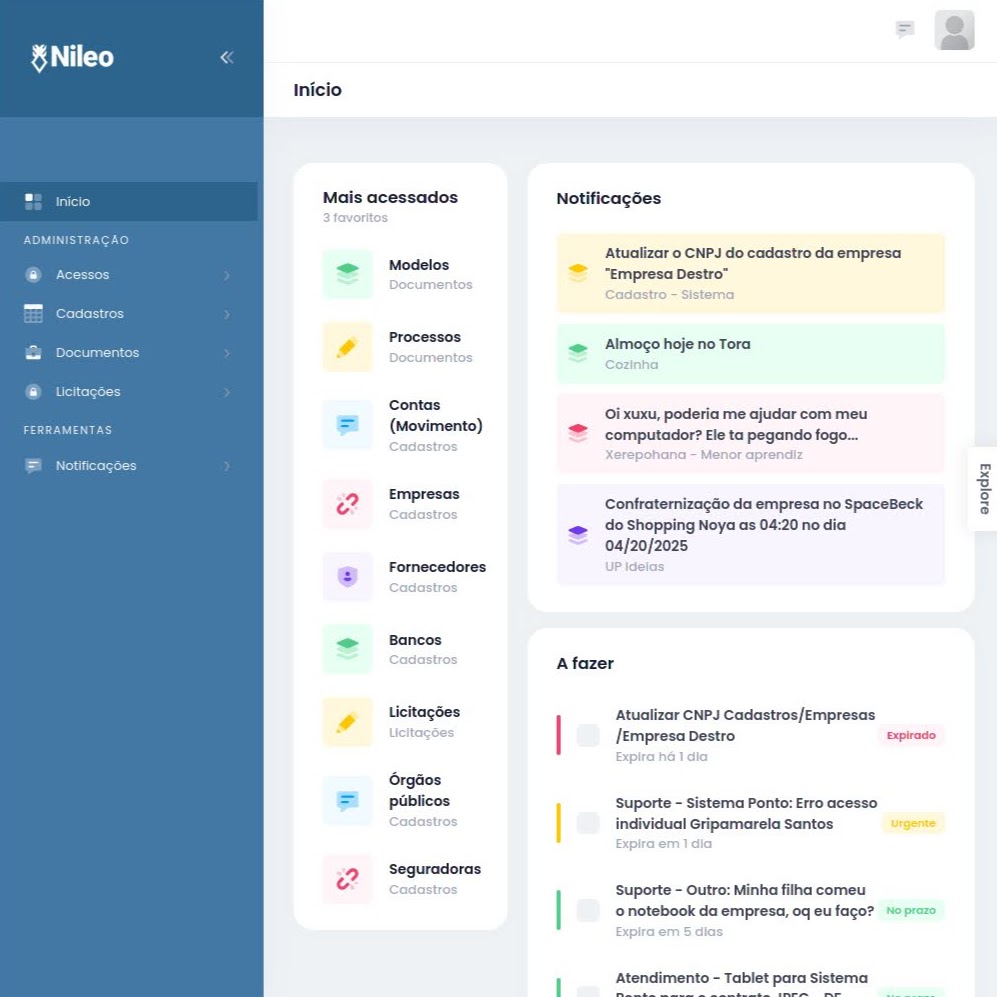 Nileo
Início
Início
ADMINISTRAÇÃO
Acessos
Cadastros
Documentos
Licitações
FERRAMENTAS
Notificações
Mais acessados
3 favoritos
Modelos
Documentos
Processos
Documentos
Contas
(Movimento)
Cadastros
Empresas
Cadastros
Fornecedores
Cadastros
Bancos
Cadastros
Licitações
Licitações
Órgãos
públicos
Cadastros
Seguradoras
Cadastros
Notificações
Atualizar o CNPJ do cadastro da empresa
"Empresa Destro"
Cadastro - Sistema
Almoço hoje no Tora
Cozinha
Oi xuxu, poderia me ajudar com meu
computador? Ele ta pegando fogo...
Xerepohana - Menor aprendiz
Confraternização da empresa no SpaceBeck
do Shopping Noya as 04:20 no dia
04/20/2025
UP Ideias
Explore
A fazer
Atualizar CNPJ Cadastros/Empresas
/Empresa Destro
Expira há 1 dia
Expirado
Suporte - Sistema Ponto: Erro acesso
individual Gripamarela Santos
Expira em 1 dia
Urgente
Suporte - Outro: Minha filha comeu
o notebook da empresa, oq eu faço?
Expira em 5 dias
No prazo
Atendimento - Tablet para Sistema
Ponto para o contrato